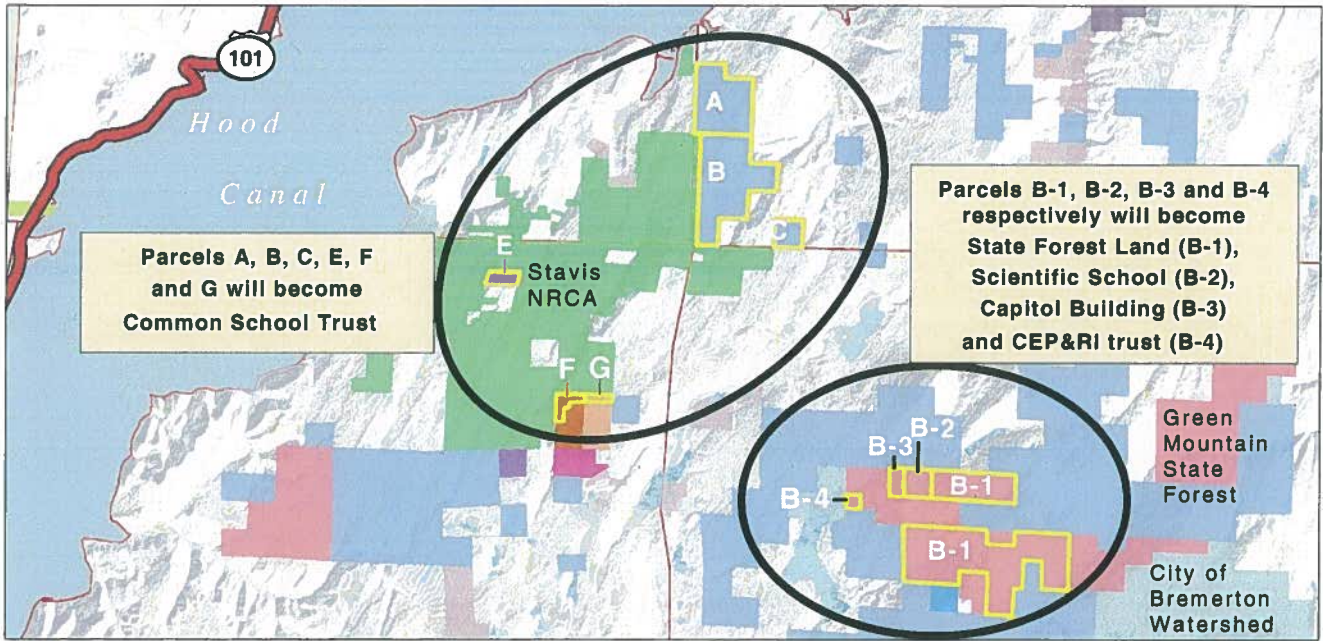 101
Hood
Canal
A
B
C
E
Stavis
NRCA
F G
Parcels A, B, C, E, F
and G will become
Common School Trust
Parcels B-1, B-2, B-3 and B-4
respectively will become
State Forest Land (B-1),
Scientific School (B-2),
Capitol Building (B-3)
and CEP&RI trust (B-4)
B-2
B-3
B-1
B-4
B-1
Green
Mountain
State
Forest
City of
Bremerton
Watershed